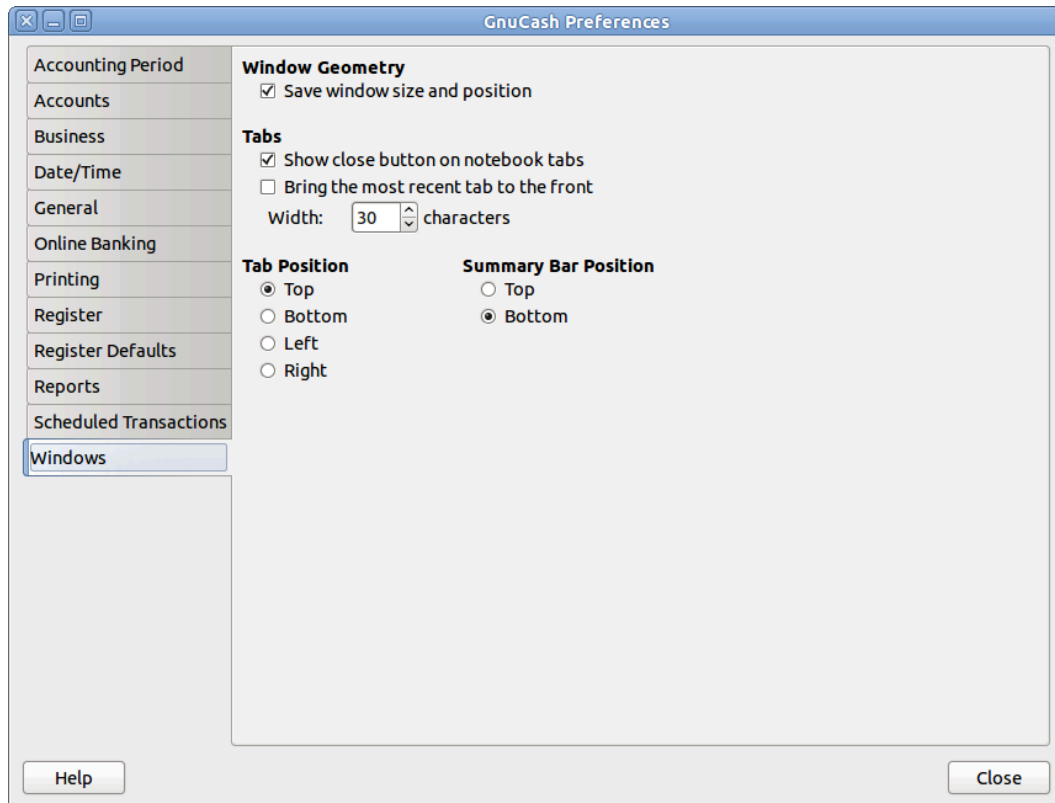 GnuCash Preferences
Accounting Period
Accounts
Business
Date/Time
General
Online Banking
Printing
Register
Register Defaults
Reports
Scheduled Transactions
Windows
Window Geometry
Save window size and position
Tabs
Show close button on notebook tabs
Bring the most recent tab to the front
Width: 30 characters
Tab Position
Top
Bottom
Left
Right
Summary Bar Position
Top
Bottom
Help
Close